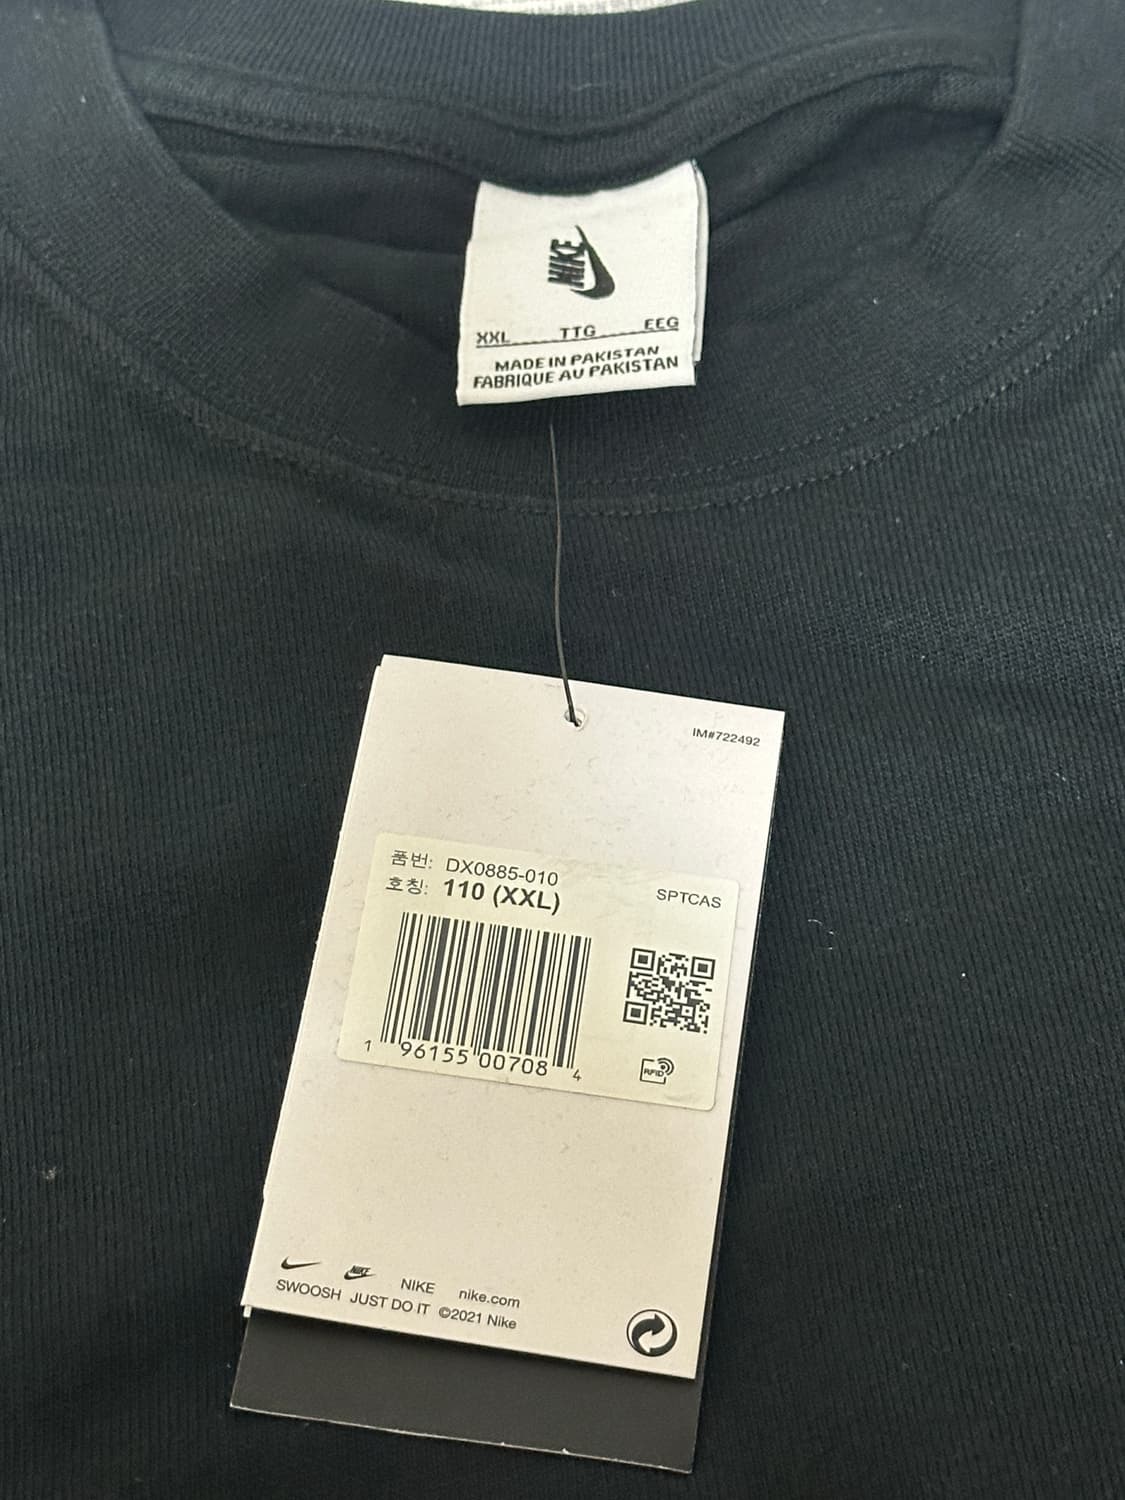 NIKE
XXL TTG EEG
MADE IN PAKISTAN
FABRIQUE AU PAKISTAN
IM#722492
품번: DX0885-010
호칭: 110 (XXL)
SPTCAS
1 96155 00708 4
RFID
NIKE NIKE nike.com
SWOOSH JUST DO IT ©2021 Nike